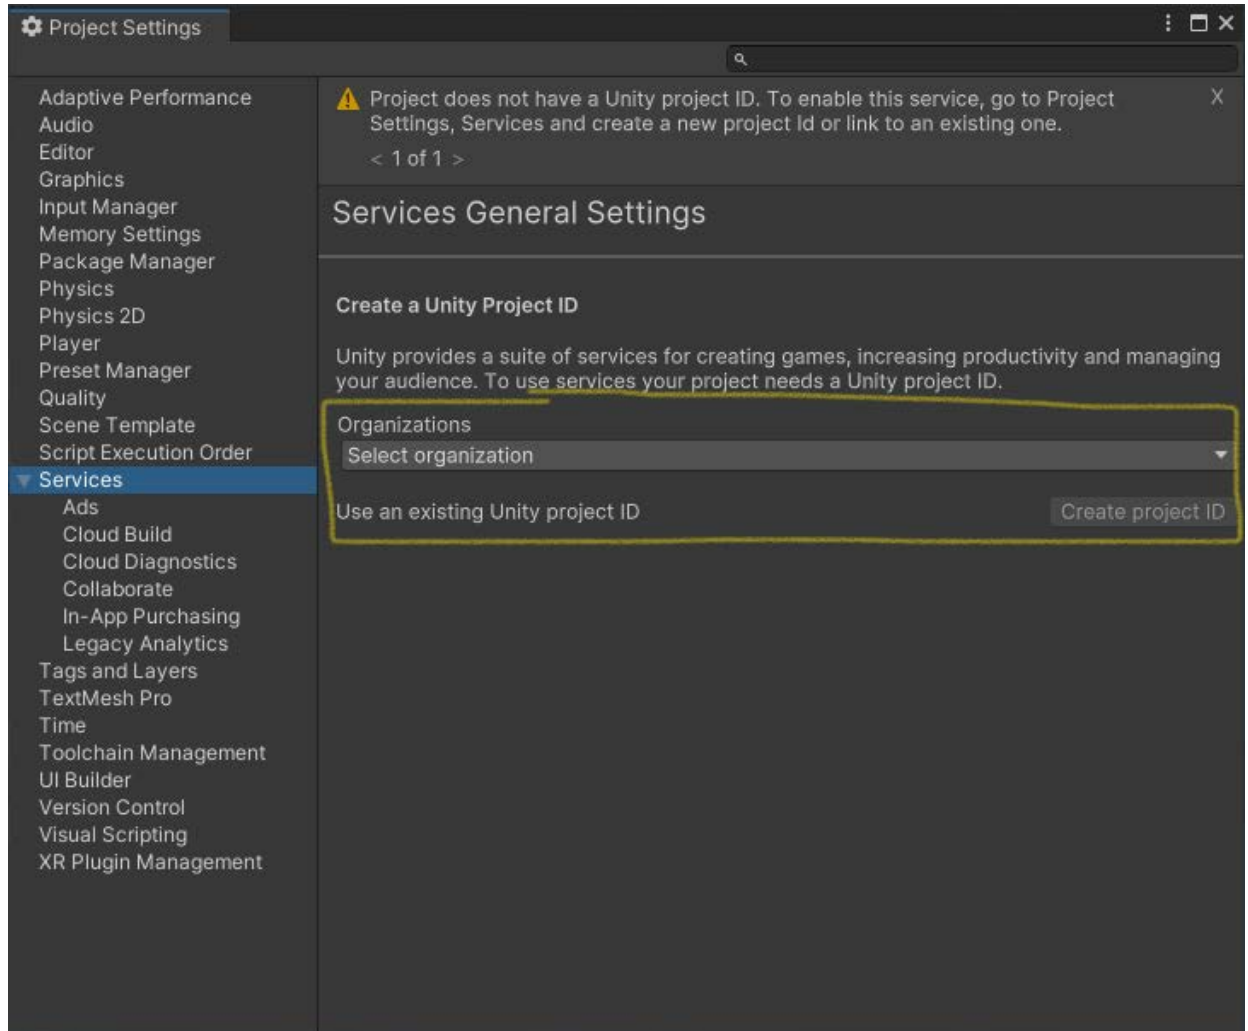 Project Settings
Adaptive Performance
Audio
Editor
Graphics
Input Manager
Memory Settings
Package Manager
Physics
Physics 2D
Player
Preset Manager
Quality
Scene Template
Script Execution Order
Services
Ads
Cloud Build
Cloud Diagnostics
Collaborate
In-App Purchasing
Legacy Analytics
Tags and Layers
TextMesh Pro
Time
Toolchain Management
UI Builder
Version Control
Visual Scripting
XR Plugin Management
Project does not have a Unity project ID. To enable this service, go to Project
Settings, Services and create a new project Id or link to an existing one.
X
< 1 of 1 >
Services General Settings
Create a Unity Project ID
Unity provides a suite of services for creating games, increasing productivity and managing
your audience. To use services your project needs a Unity project ID.
Organizations
Select organization
Use an existing Unity project ID
Create project ID